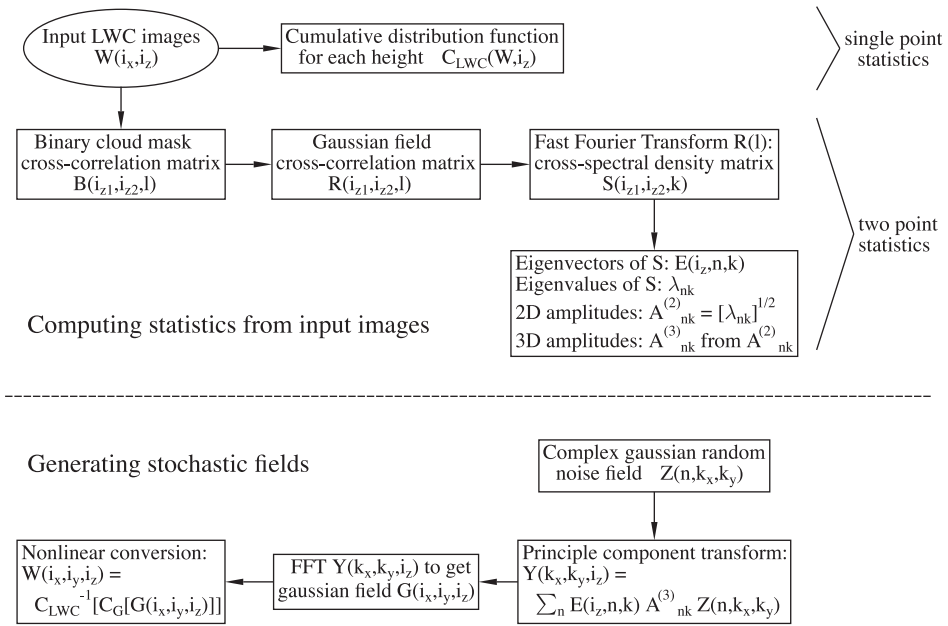 Input LWC images
W(i_x,i_z)
Cumulative distribution function
for each height C_LWC(W,i_z)
single point
statistics
Binary cloud mask
cross-correlation matrix
B(i_z1,i_z2,l)
Gaussian field
cross-correlation matrix
R(i_z1,i_z2,l)
Fast Fourier Transform R(l):
cross-spectral density matrix
S(i_z1,i_z2,k)
two point
statistics
Eigenvectors of S: E(i_z,n,k)
Eigenvalues of S: λ_nk
2D amplitudes: A^(2)_nk = [λ_nk]^1/2
3D amplitudes: A^(3)_nk from A^(2)_nk
Computing statistics from input images
Generating stochastic fields
Complex gaussian random
noise field Z(n,k_x,k_y)
Nonlinear conversion:
W(i_x,i_y,i_z) =
C_LWC^-1[C_G[G(i_x,i_y,i_z)]]
FFT Y(k_x,k_y,i_z) to get
gaussian field G(i_x,i_y,i_z)
Principle component transform:
Y(k_x,k_y,i_z) =
∑_n E(i_z,n,k) A^(3)_nk Z(n,k_x,k_y)